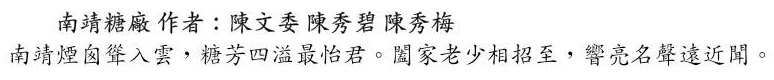 南靖糖廠 作者：陳文委 陳秀碧 陳秀梅
南靖煙囪聳入雲，糖芳四溢最怡君。闔家老少相招至，響亮名聲遠近聞。